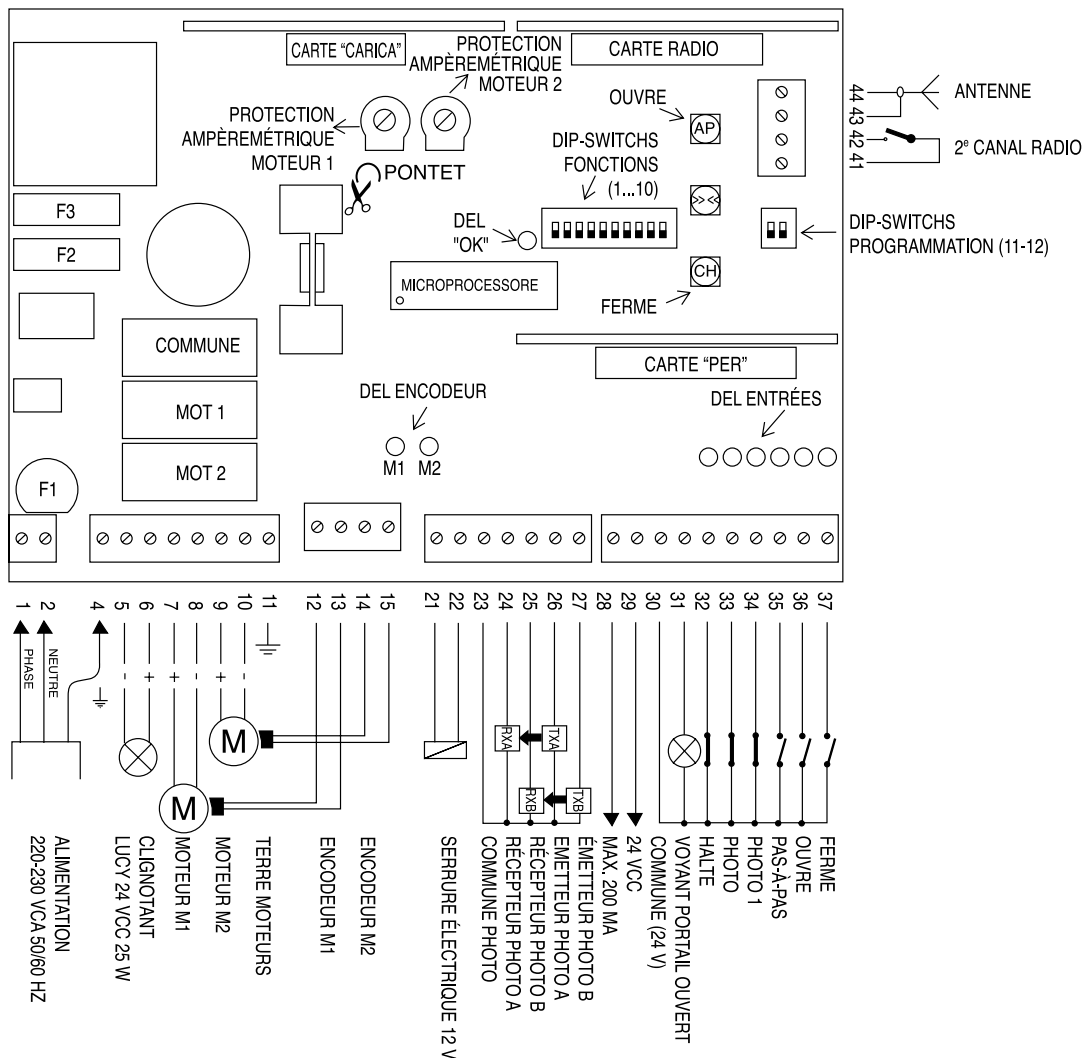 CARTE "CARICA"
PROTECTION
AMPÈREMÉTRIQUE
MOTEUR 2
CARTE RADIO
PROTECTION
AMPÈREMÉTRIQUE
MOTEUR 1
PONTET
OUVRE
AP
DIP-SWITCHS
FONCTIONS
(1...10)
44
43
42
41
ANTENNE
2º CANAL RADIO
F3
F2
DEL
"OK"
>> <<
DIP-SWITCHS
PROGRAMMATION (11-12)
MICROPROCESSORE
CH
FERME
COMMUNE
CARTE "PER"
MOT 1
DEL ENCODEUR
DEL ENTRÉES
MOT 2
M1 M2
F1
1 2 4 5 6 7 8 9 10 11 12 13 14 15 21 22 23 24 25 26 27 28 29 30 31 32 33 34 35 36 37
PHASE
NEUTRE
- + + - + -
M
M
RXA
TXA
RXB
TXB
ALIMENTATION
220-230 VCA 50/60 HZ
CLIGNOTANT
LUCY 24 VCC 25 W
MOTEUR M1
MOTEUR M2
TERRE MOTEURS
ENCODEUR M1
ENCODEUR M2
SERRURE ÉLECTRIQUE 12 V
COMMUNE PHOTO
RÉCEPTEUR PHOTO A
RÉCEPTEUR PHOTO B
EMETTEUR PHOTO A
ÉMETTEUR PHOTO B
MAX. 200 MA
24 VCC
COMMUNE (24 V)
VOYANT PORTAIL OUVERT
HALTE
PHOTO
PHOTO 1
PAS-À-PAS
OUVRE
FERME